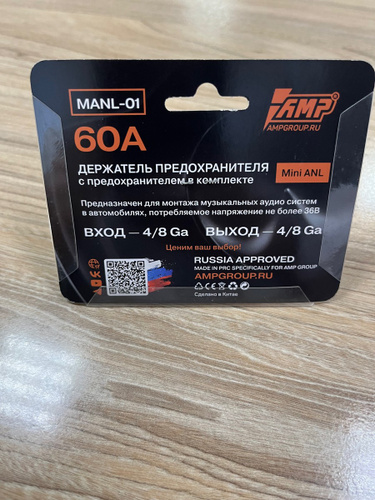 MANL-01
AMP
AMPGROUP.RU
60A
ДЕРЖАТЕЛЬ ПРЕДОХРАНИТЕЛЯ
с предохранителем в комплекте
Mini ANL
Предназначен для монтажа музыкальных аудио систем
в автомобилях, потребляемое напряжение не более 36В
ВХОД — 4/8 Ga ВЫХОД — 4/8 Ga
Ценим ваш выбор!
RUSSIA APPROVED
MADE IN PRC SPECIFICALLY FOR AMP GROUP
AMPGROUP.RU
Сделано в Китае